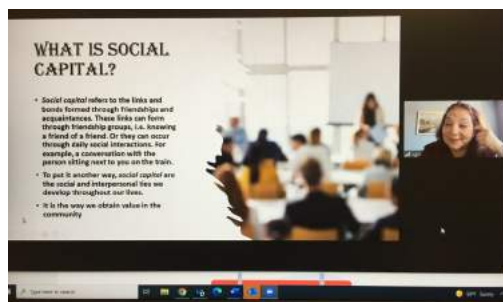 WHAT IS SOCIAL
CAPITAL?
• Social capital refers to the links and
bonds formed through friendships and
acquaintances. These links can form
through friendship groups, i.e. knowing
a friend of a friend. Or they can occur
through daily social interactions. For
example, a conversation with the
person sitting next to you on the train.
• To put it another way, social capital are
the social and interpersonal ties we
develop throughout our lives.
• It is the way we obtain value in the
community
Type here to search